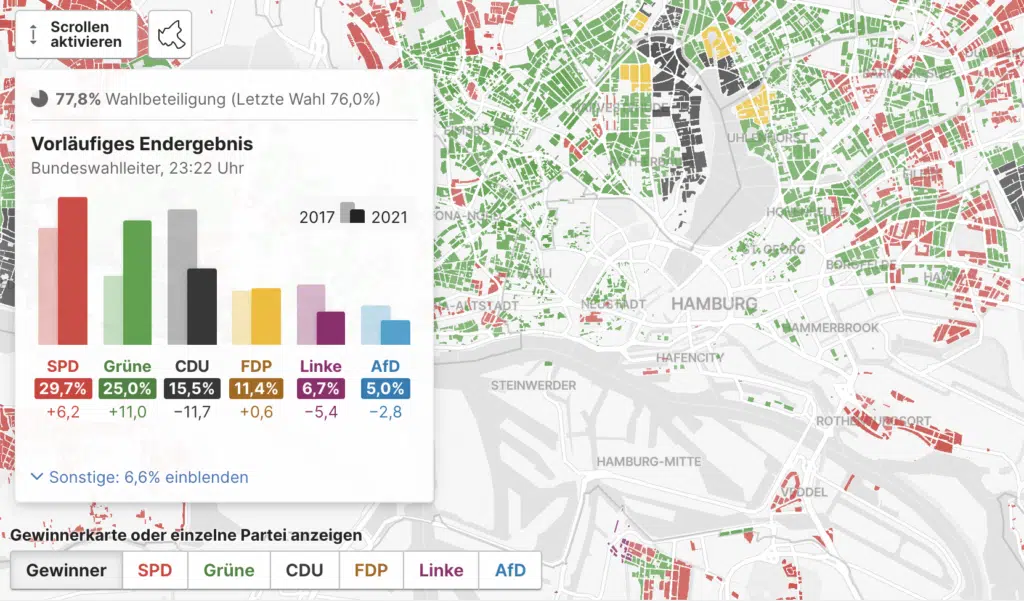 Scrollen
aktivieren
77,8% Wahlbeteiligung (Letzte Wahl 76,0%)
Vorläufiges Endergebnis
Bundeswahlleiter, 23:22 Uhr
2017 2021
SPD Grüne CDU FDP Linke AfD
29,7% 25,0% 15,5% 11,4% 6,7% 5,0%
+6,2 +11,0 −11,7 +0,6 −5,4 −2,8
Sonstige: 6,6% einblenden
Gewinnerkarte oder einzelne Partei anzeigen
Gewinner SPD Grüne CDU FDP Linke AfD
UHLENHORST
ST. GEORG
BORGFELDE
NEUSTADT
HAMBURG
HAMMERBROOK
HAFENCITY
STEINWERDER
ROTHENBURGSORT
HAMBURG-MITTE
VEDDEL